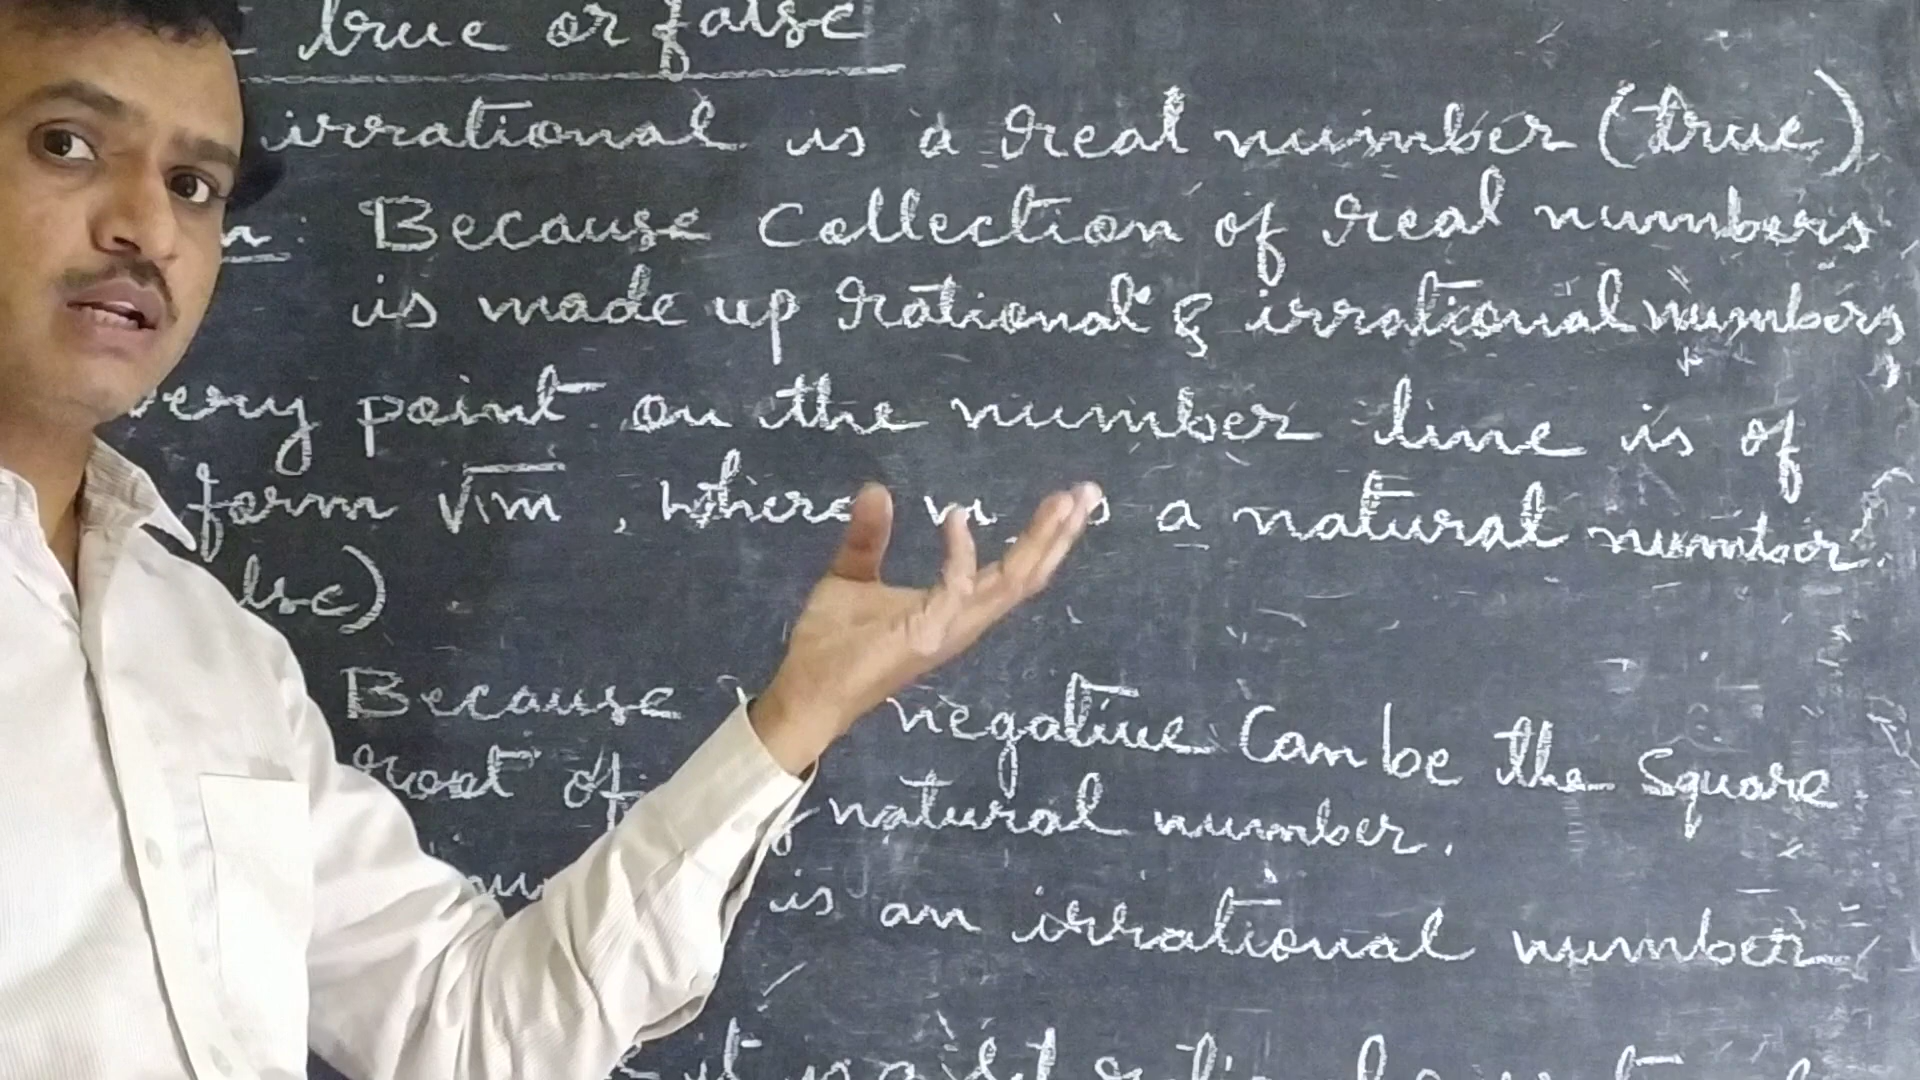 true or false
irrational is a real number (true)
: Because Collection of real numbers
is made up rational & irrational numbers
point on the number line is of
form √m , where m a natural number.
Because negative Can be the Square
root of natural number.
is an irrational number